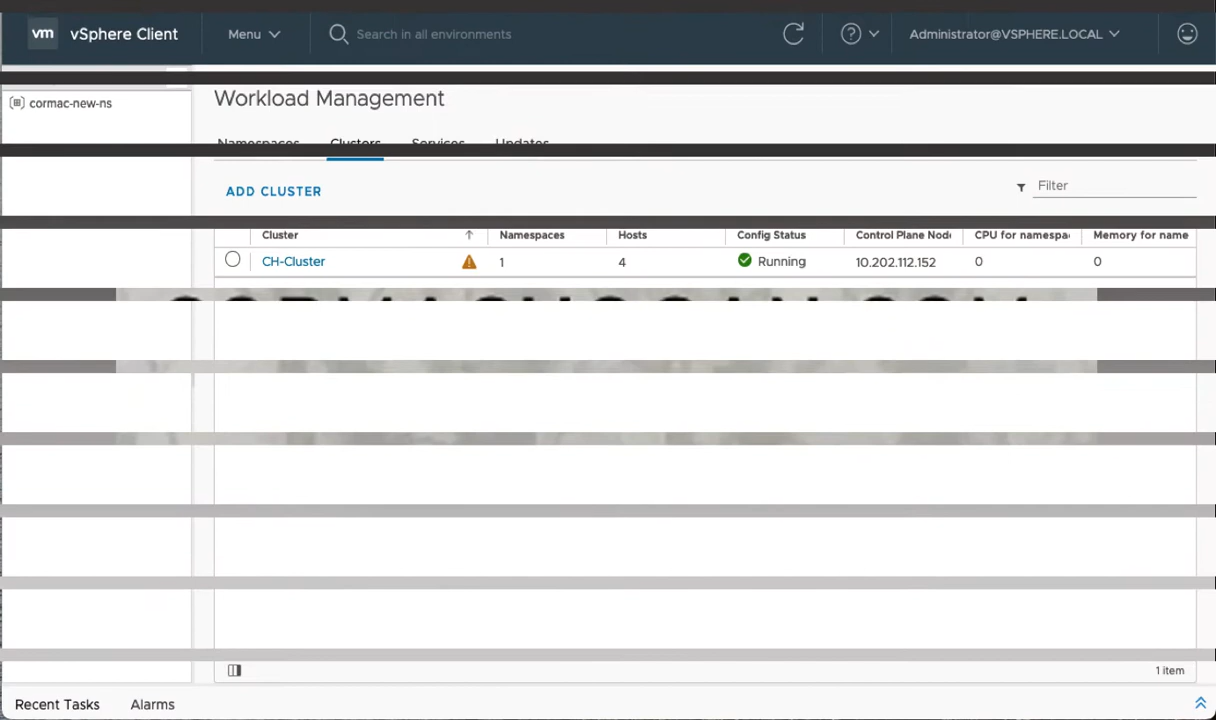 vm vSphere Client Menu Search in all environments Administrator@VSPHERE.LOCAL
cormac-new-ns
Workload Management
Namespaces Clusters Services Updates
ADD CLUSTER Filter
Cluster Namespaces Hosts Config Status Control Plane Node CPU for namespa Memory for name
CH-Cluster 1 4 Running 10.202.112.152 0 0
1 item
Recent Tasks Alarms